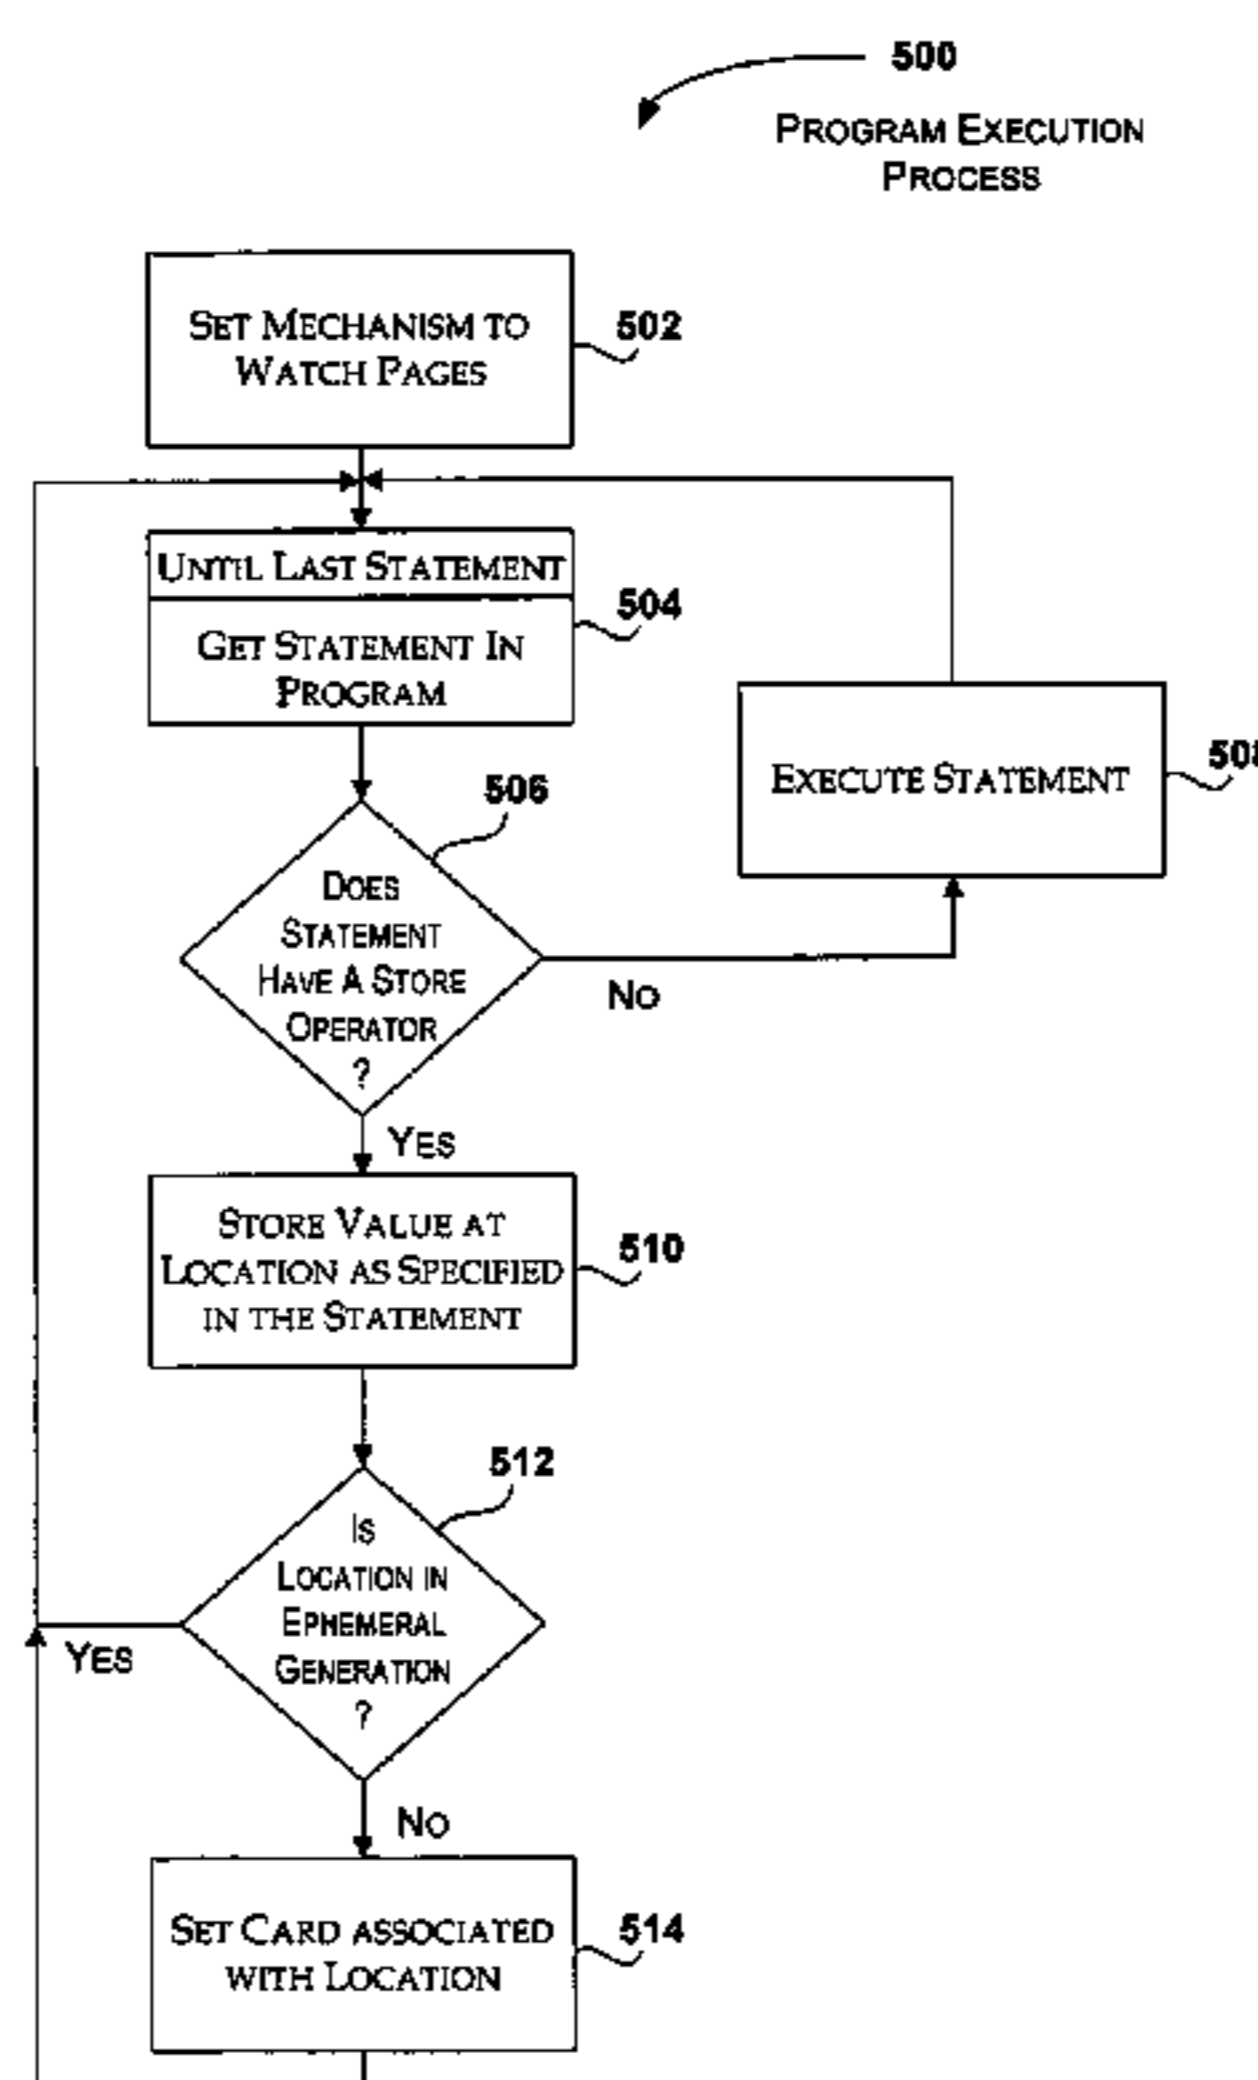 500
PROGRAM EXECUTION
PROCESS
SET MECHANISM TO
WATCH PAGES
502
UNTIL LAST STATEMENT
504
GET STATEMENT IN
PROGRAM
EXECUTE STATEMENT
506
DOES
STATEMENT
HAVE A STORE
OPERATOR
?
NO
YES
STORE VALUE AT
LOCATION AS SPECIFIED
IN THE STATEMENT
510
512
IS
LOCATION IN
EPHEMERAL
GENERATION
?
YES
NO
SET CARD ASSOCIATED
WITH LOCATION
514